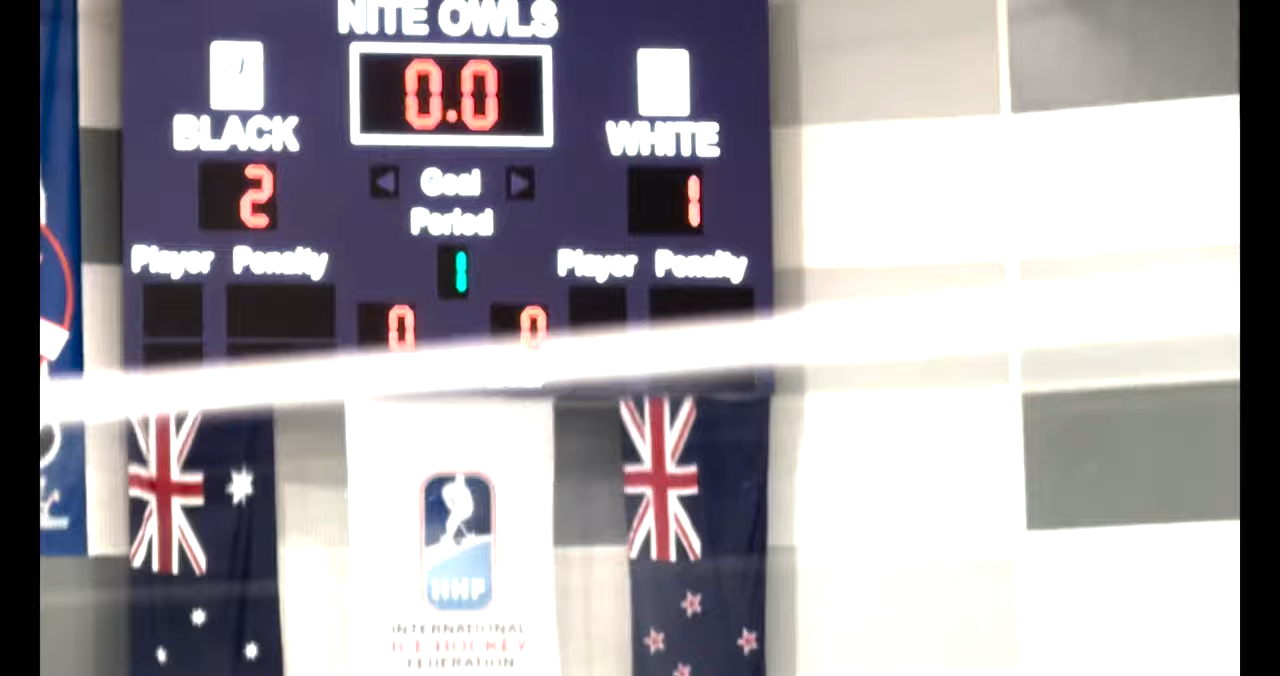 NITE OWLS
0.0
BLACK
WHITE
2
1
Goal
Period
Player Penalty
Player Penalty
1
0
0
IIHF
INTERNATIONAL
ICE HOCKEY
FEDERATION